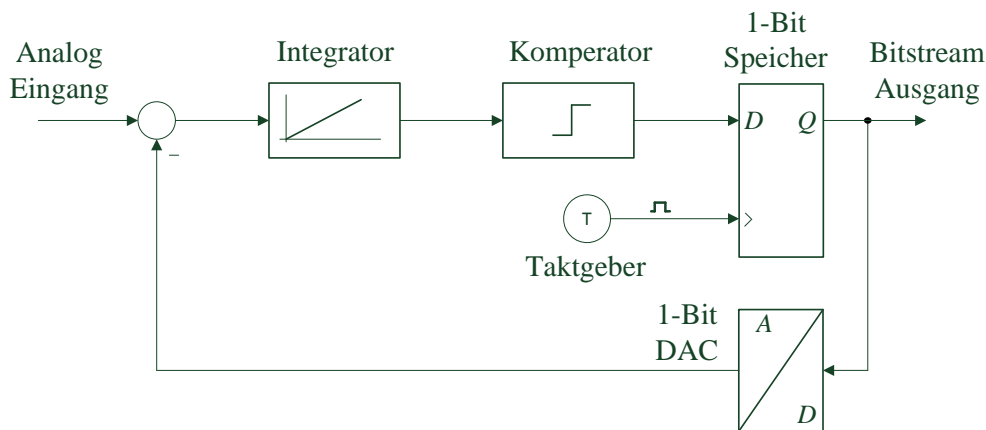 Analog
Eingang
Integrator
Komperator
1-Bit
Speicher
Bitstream
Ausgang
D
Q
T
Taktgeber
1-Bit
DAC
A
D